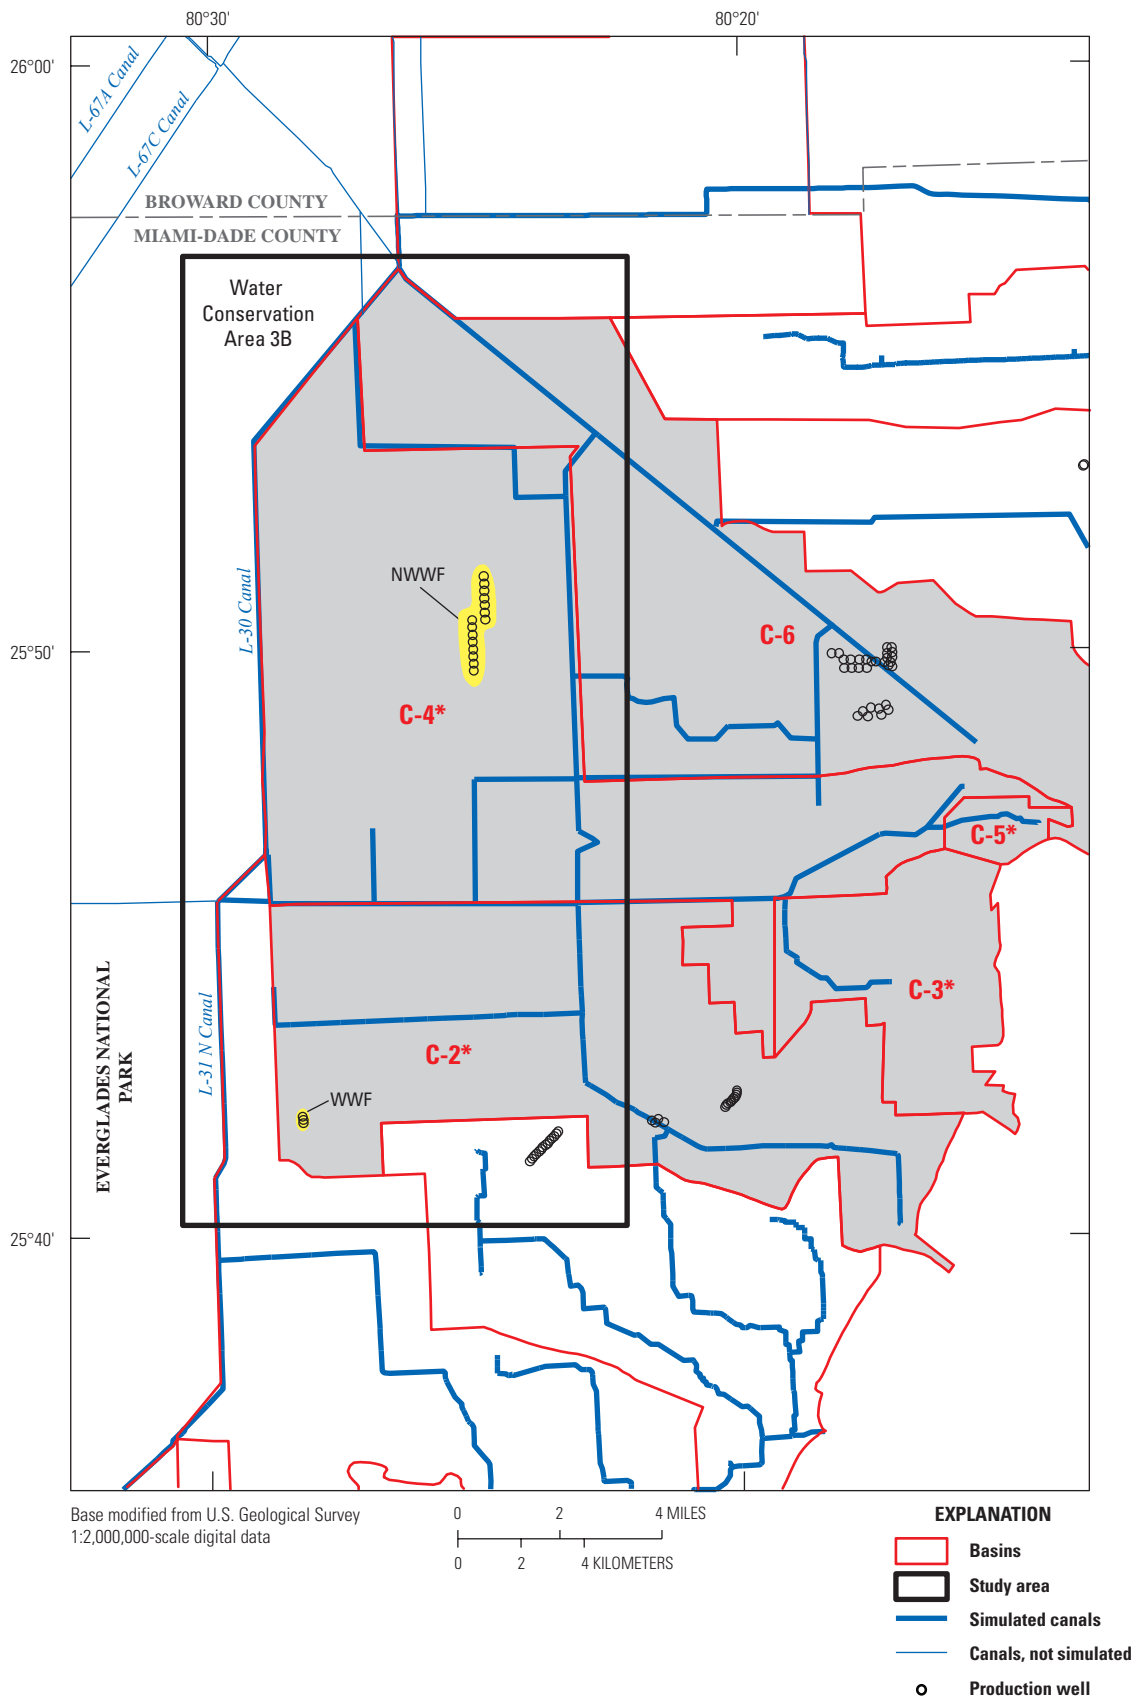 80°30'
80°20'
26°00'
L-67A Canal
L-67C Canal
BROWARD COUNTY
MIAMI-DADE COUNTY
Water
Conservation
Area 3B
NWWF
L-30 Canal
C-6
25°50'
C-4*
C-5*
C-3*
EVERGLADES NATIONAL
PARK
L-31 N Canal
C-2*
WWF
25°40'
Base modified from U.S. Geological Survey
1:2,000,000-scale digital data
0 2 4 MILES
0 2 4 KILOMETERS
EXPLANATION
Basins
Study area
Simulated canals
Canals, not simulated
Production well